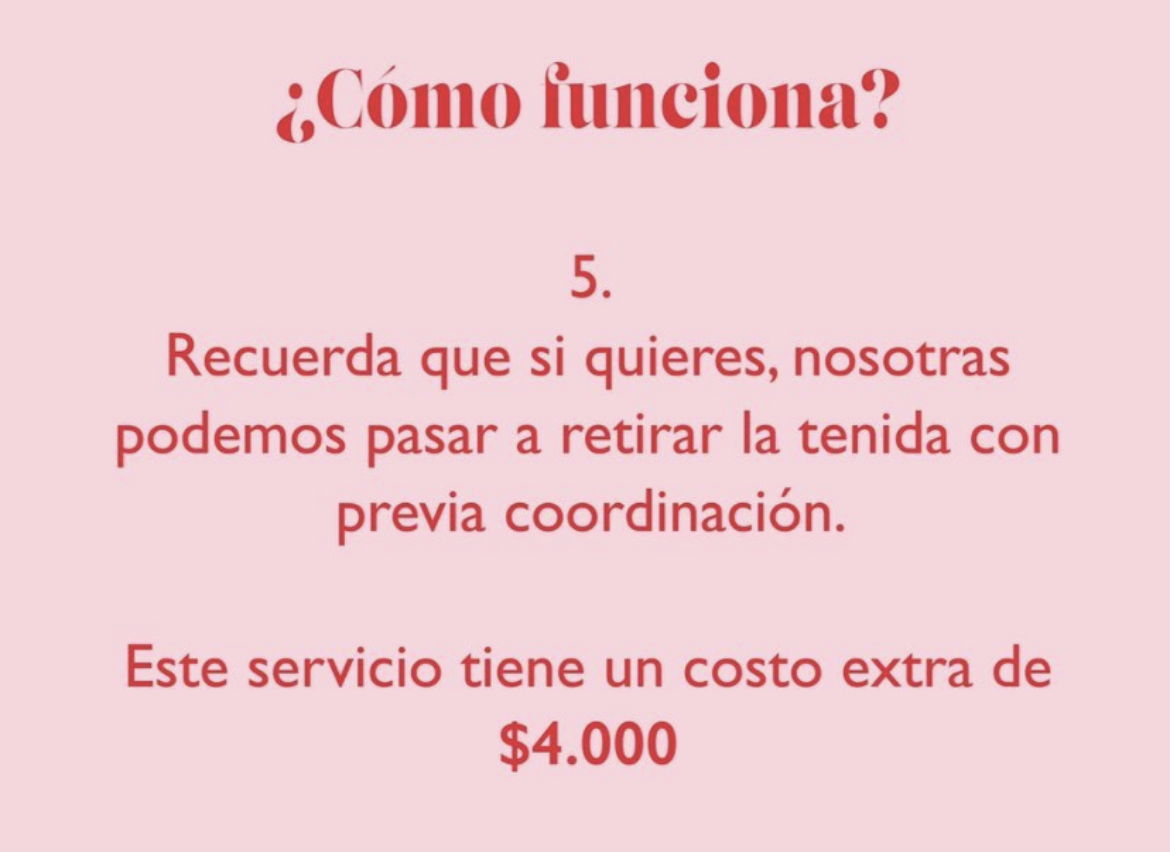 ¿Cómo funciona?
5.
Recuerda que si quieres, nosotras
podemos pasar a retirar la tenida con
previa coordinación.
Este servicio tiene un costo extra de
$4.000